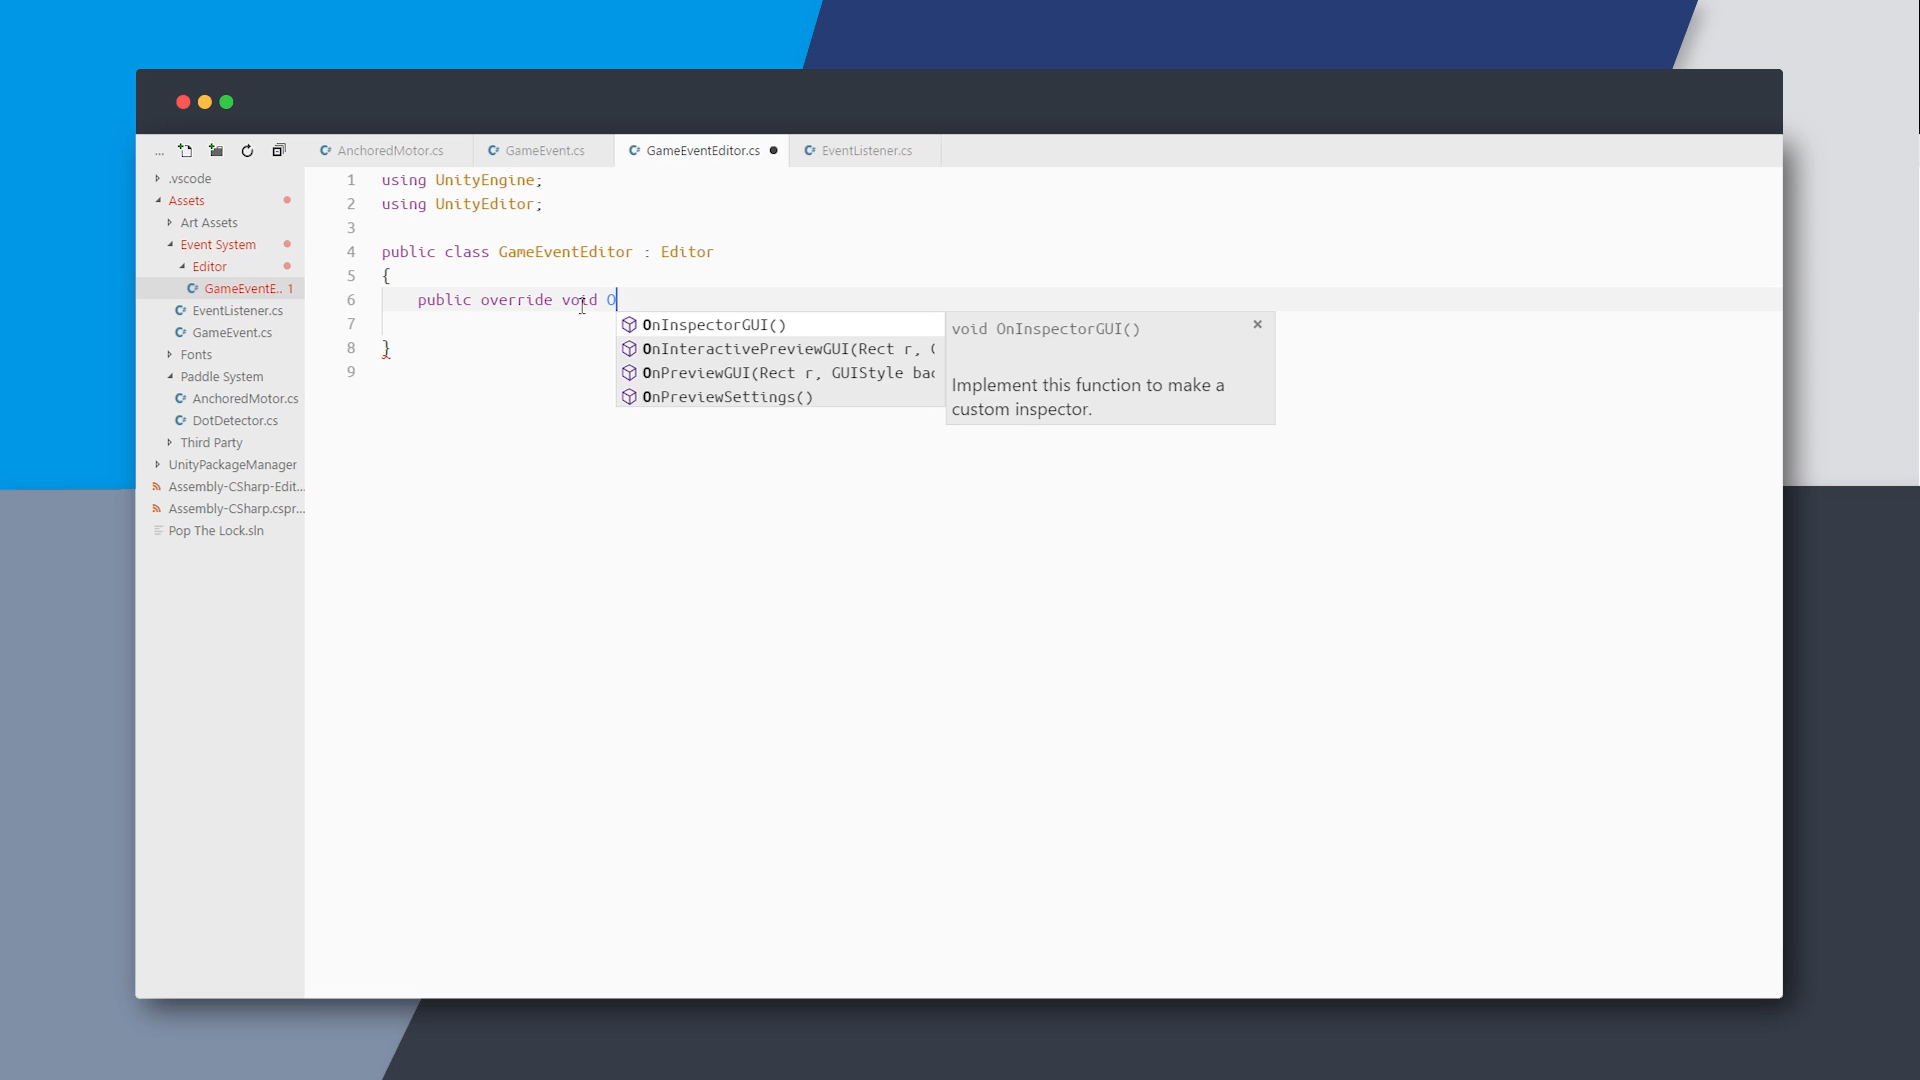 ...
AnchoredMotor.cs
GameEvent.cs
GameEventEditor.cs
EventListener.cs
.vscode
Assets
Art Assets
Event System
Editor
GameEventE.. 1
EventListener.cs
GameEvent.cs
Fonts
Paddle System
AnchoredMotor.cs
DotDetector.cs
Third Party
UnityPackageManager
Assembly-CSharp-Edit...
Assembly-CSharp.cspr...
Pop The Lock.sln
1 using UnityEngine;
2 using UnityEditor;
3
4 public class GameEventEditor : Editor
5 {
6 public override void O
7
8 }
9
OnInspectorGUI()
OnInteractivePreviewGUI(Rect r, G
OnPreviewGUI(Rect r, GUIStyle bac
OnPreviewSettings()
void OnInspectorGUI()
Implement this function to make a
custom inspector.